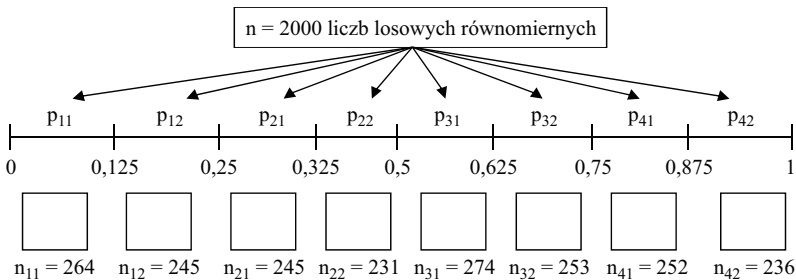 n = 2000 liczb losowych równomiernych
p11 p12 p21 p22 p31 p32 p41 p42
0 0,125 0,25 0,325 0,5 0,625 0,75 0,875 1
n11 = 264 n12 = 245 n21 = 245 n22 = 231 n31 = 274 n32 = 253 n41 = 252 n42 = 236